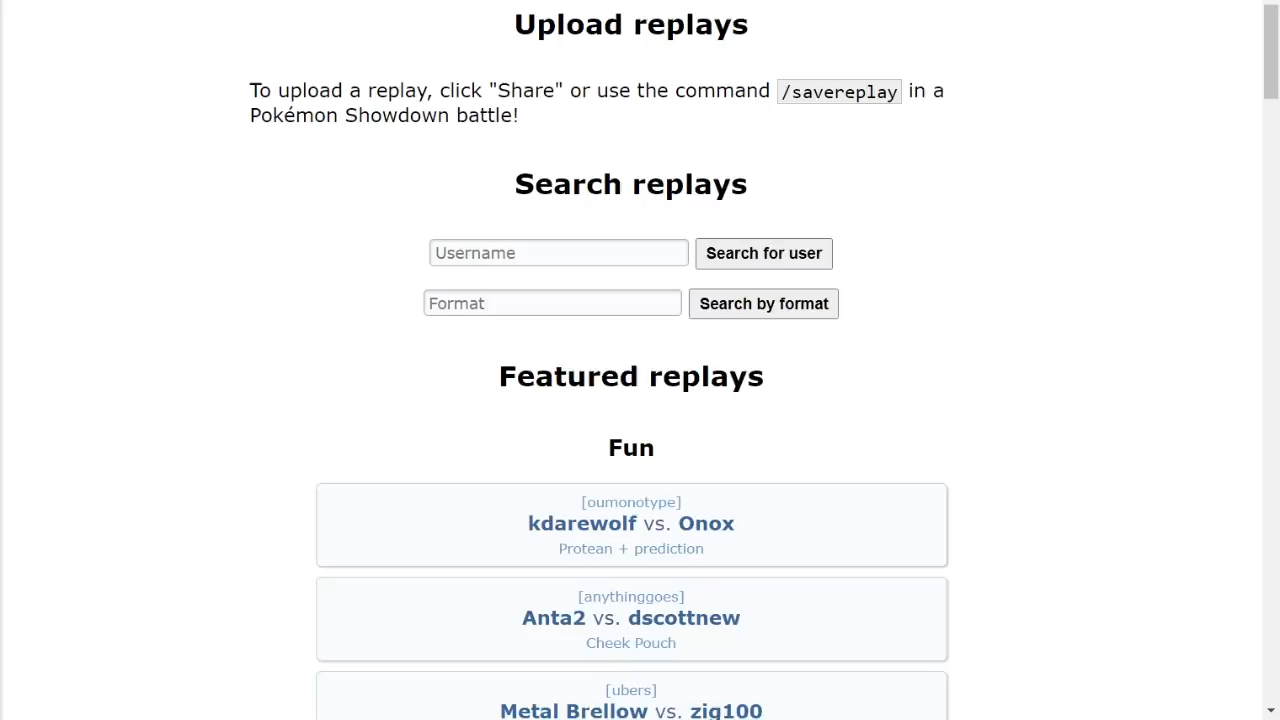 Upload replays
To upload a replay, click "Share" or use the command /savereplay in a
Pokémon Showdown battle!
Search replays
Username Search for user
Format Search by format
Featured replays
Fun
[oumonotype]
kdarewolf vs. Onox
Protean + prediction
[anythinggoes]
Anta2 vs. dscottnew
Cheek Pouch
[ubers]
Metal Brellow vs. zig100